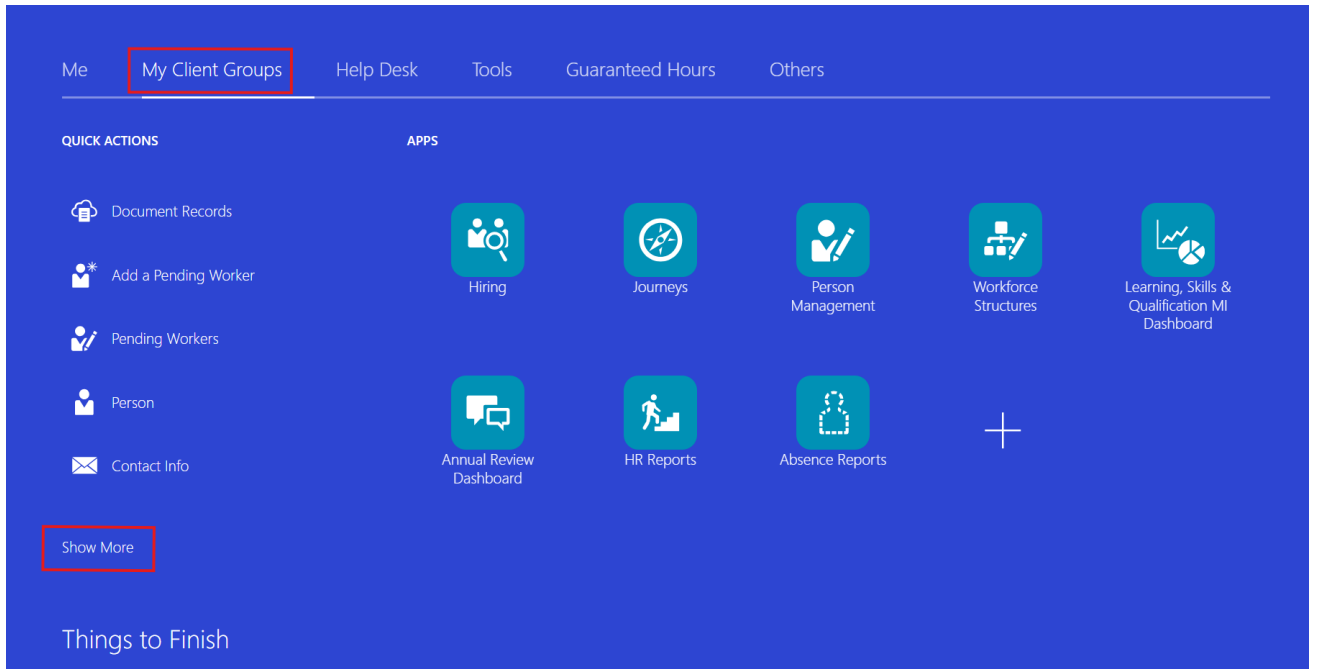 Me
My Client Groups
Help Desk
Tools
Guaranteed Hours
Others
QUICK ACTIONS
Document Records
Add a Pending Worker
Pending Workers
Person
Contact Info
Show More
APPS
Hiring
Journeys
Person
Management
Workforce
Structures
Learning, Skills &
Qualification MI
Dashboard
Annual Review
Dashboard
HR Reports
Absence Reports
Things to Finish